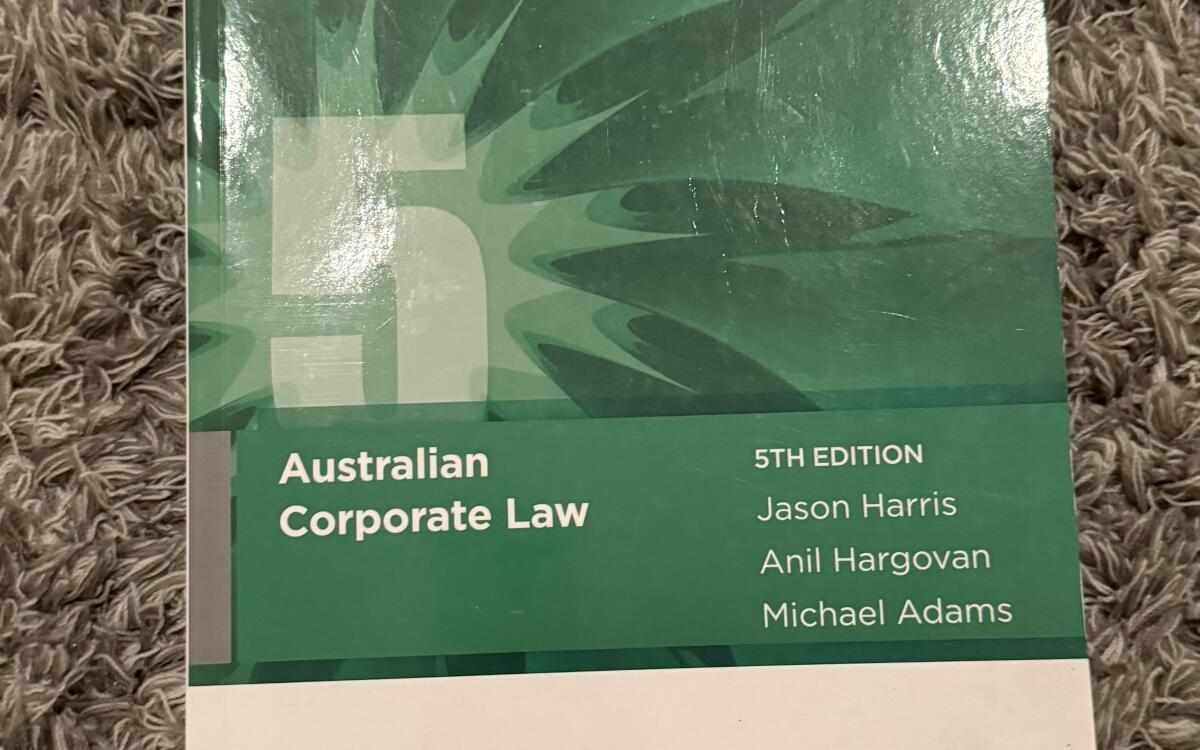 5
Australian
Corporate Law
5TH EDITION
Jason Harris
Anil Hargovan
Michael Adams